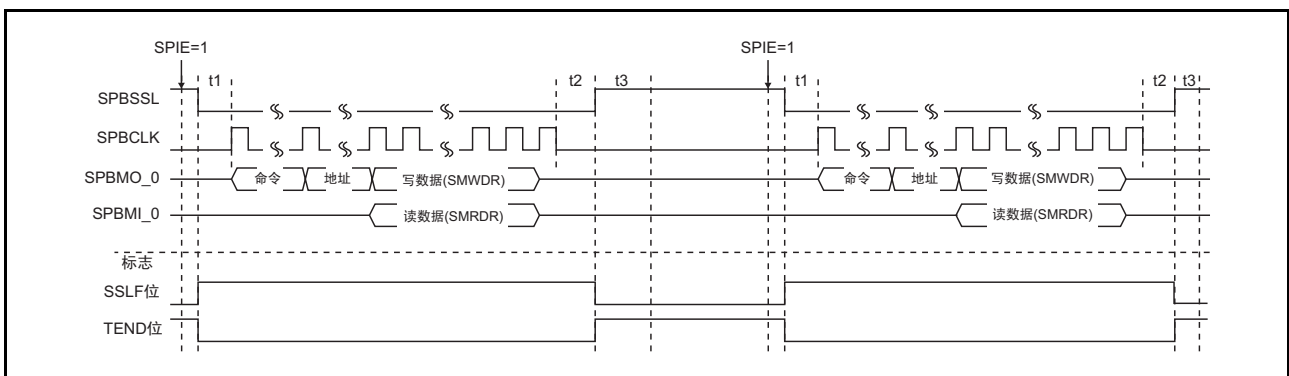 SPIE=1 SPIE=1
t1 t2 t3 t1 t2 t3
SPBSSL
SPBCLK
SPBMO_0 命令 地址 写数据(SMWDR) 命令 地址 写数据(SMWDR)
SPBMI_0 读数据(SMRDR) 读数据(SMRDR)
标志
SSLF位
TEND位